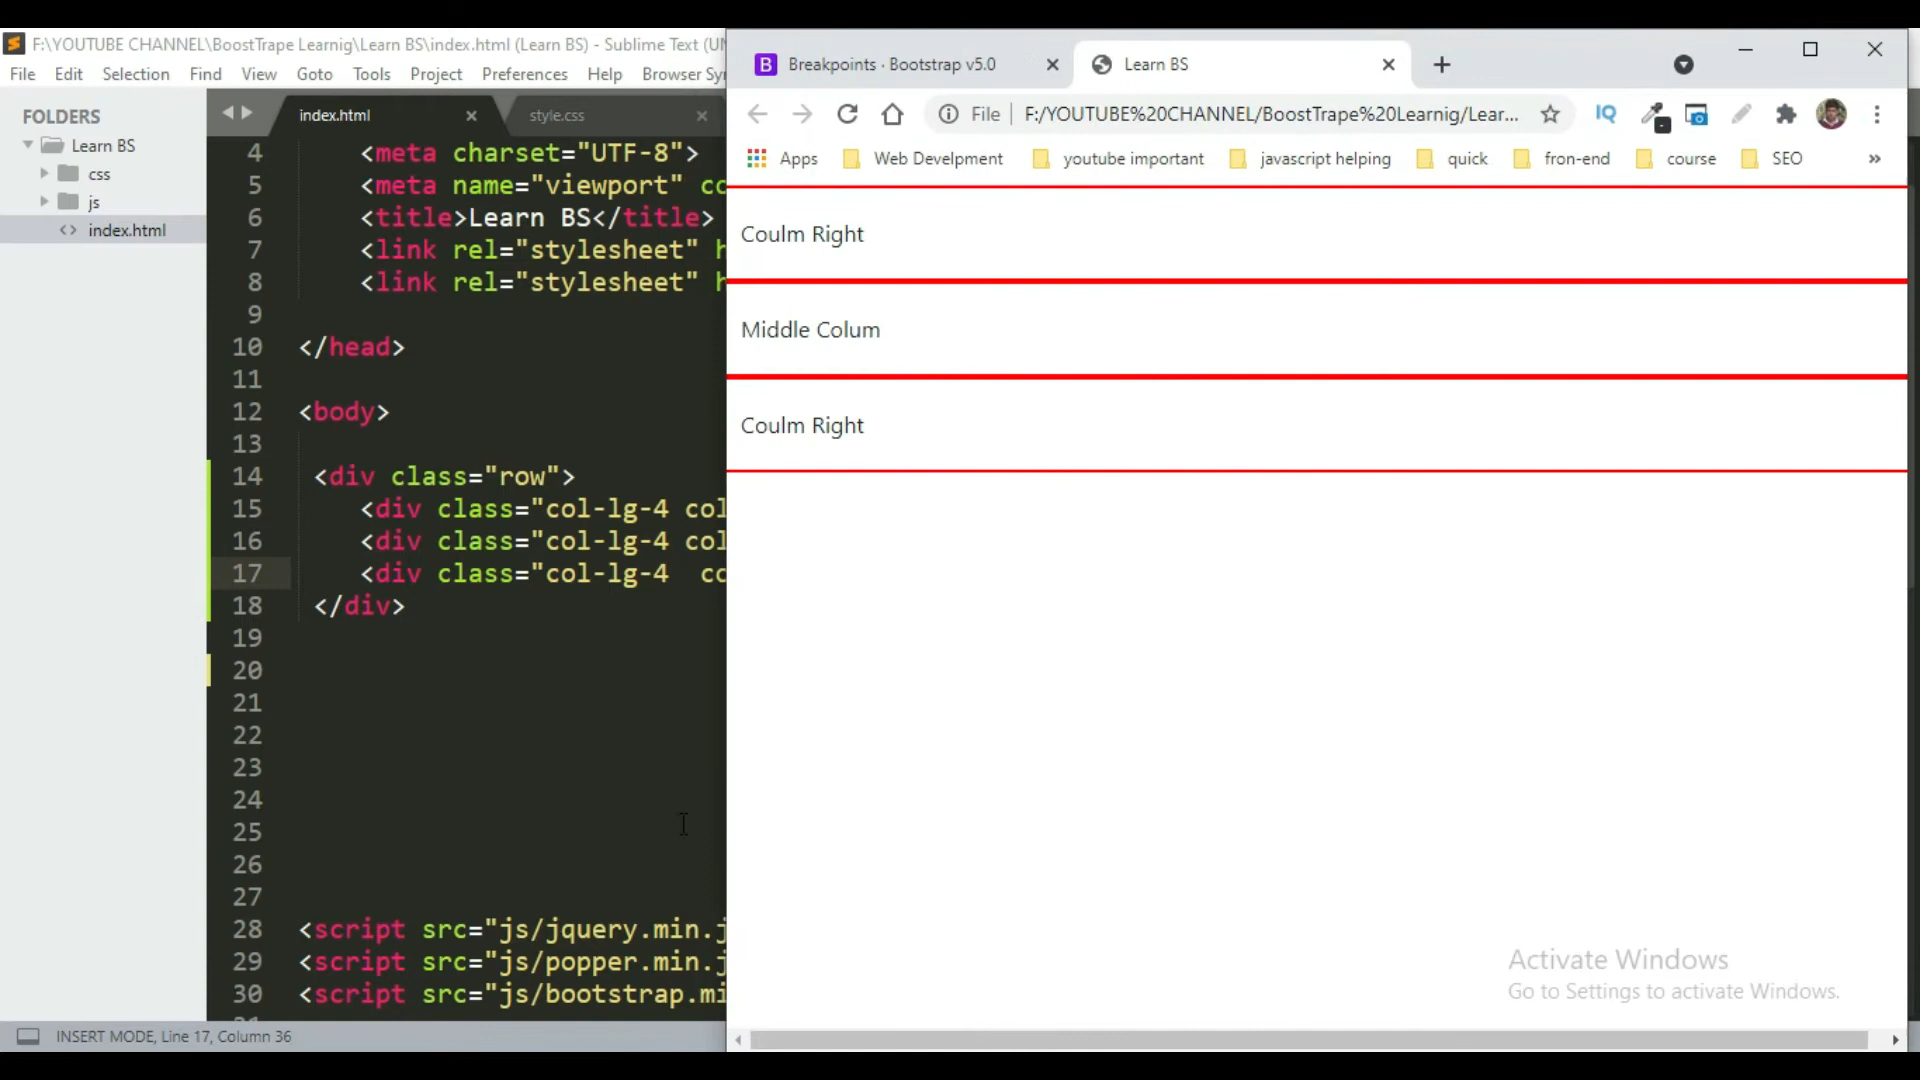 F:\YOUTUBE CHANNEL\BoostTrape Learnig\Learn BS\index.html (Learn BS) - Sublime Text (UN
File Edit Selection Find View Goto Tools Project Preferences Help Browser Syn
FOLDERS
Learn BS
css
js
index.html
index.html
style.css
4 <meta charset="UTF-8">
5 <meta name="viewport" co
6 <title>Learn BS</title>
7 <link rel="stylesheet" h
8 <link rel="stylesheet" h
9
10 </head>
11
12 <body>
13
14 <div class="row">
15 <div class="col-lg-4 col
16 <div class="col-lg-4 col
17 <div class="col-lg-4  co
18 </div>
19
20
21
22
23
24
25
26
27
28 <script src="js/jquery.min.j
29 <script src="js/popper.min.j
30 <script src="js/bootstrap.mi
INSERT MODE, Line 17, Column 36
Breakpoints · Bootstrap v5.0
Learn BS
File F:/YOUTUBE%20CHANNEL/BoostTrape%20Learnig/Lear...
IQ
Apps Web Develpment youtube important javascript helping quick fron-end course SEO »
Coulm Right
Middle Colum
Coulm Right
Activate Windows
Go to Settings to activate Windows.